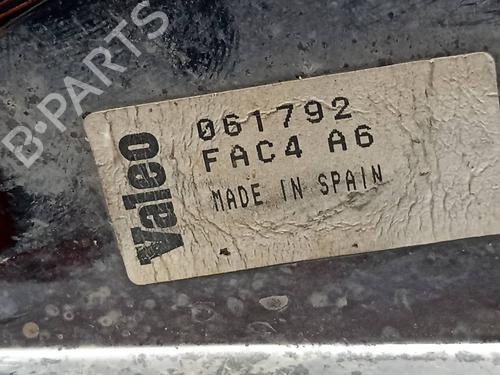 B-PARTS
Valeo
061792
FAC4 A6
MADE IN SPAIN